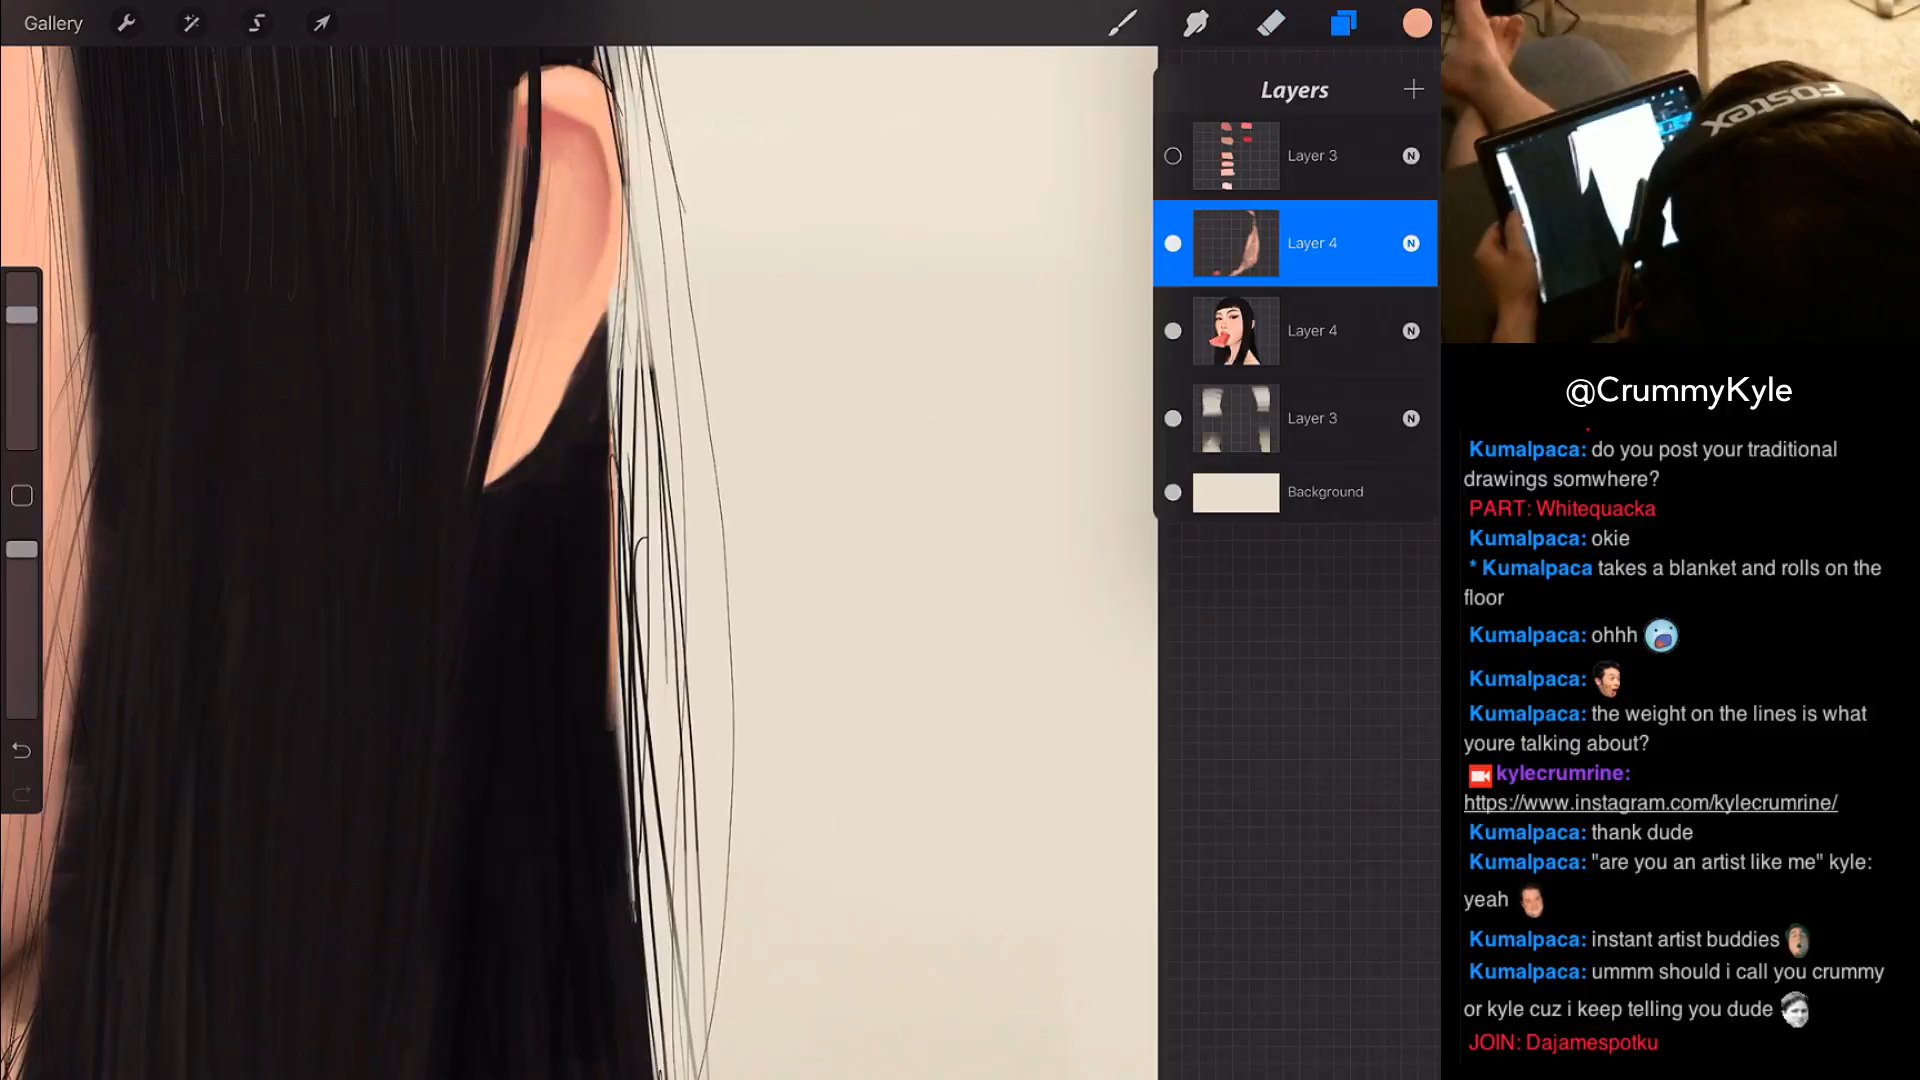 Gallery
Layers
Layer 3
N
Layer 4
N
Layer 4
N
Layer 3
N
Background
FOSTEX
@CrummyKyle
Kumalpaca: do you post your traditional
drawings somwhere?
PART: Whitequacka
Kumalpaca: okie
* Kumalpaca takes a blanket and rolls on the
floor
Kumalpaca: ohhh
Kumalpaca:
Kumalpaca: the weight on the lines is what
youre talking about?
kylecrumrine:
https://www.instagram.com/kylecrumrine/
Kumalpaca: thank dude
Kumalpaca: "are you an artist like me" kyle:
yeah
Kumalpaca: instant artist buddies
Kumalpaca: ummm should i call you crummy
or kyle cuz i keep telling you dude
JOIN: Dajamespotku